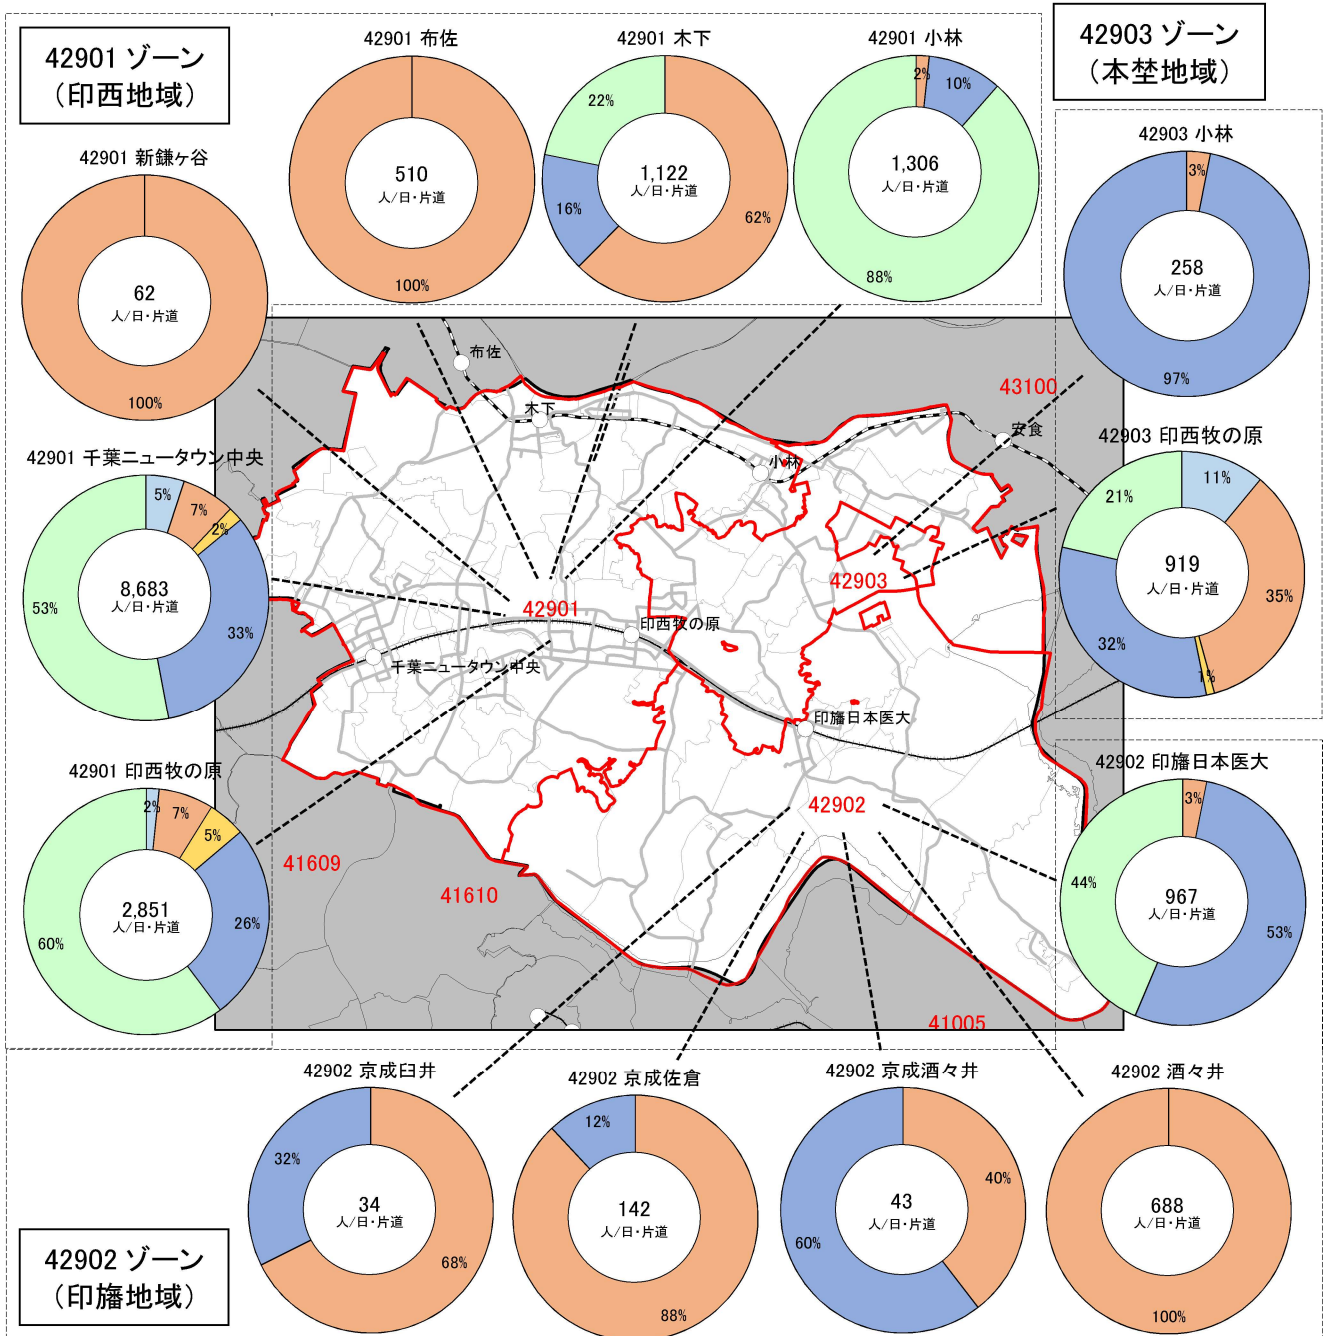 42901 ゾーン
（印西地域）
42901 布佐
510
人/日・片道
100%
42901 木下
22%
16%
62%
1,122
人/日・片道
42901 小林
2%
10%
88%
1,306
人/日・片道
42903 ゾーン
（本埜地域）
42901 新鎌ヶ谷
62
人/日・片道
100%
42903 小林
3%
258
人/日・片道
97%
42901 千葉ニュータウン中央
5%
7%
2%
33%
53%
8,683
人/日・片道
42903 印西牧の原
11%
21%
35%
32%
1%
919
人/日・片道
42901 印西牧の原
2%
7%
5%
26%
60%
2,851
人/日・片道
42902 印旛日本医大
3%
44%
53%
967
人/日・片道
布佐
木下
小林
安食
43100
42903
42901
印西牧の原
千葉ニュータウン中央
印旛日本医大
42902
41609
41610
41005
42902 京成臼井
32%
34
人/日・片道
68%
42902 京成佐倉
12%
142
人/日・片道
88%
42902 京成酒々井
43
人/日・片道
40%
60%
42902 酒々井
688
人/日・片道
100%
42902 ゾーン
（印旛地域）